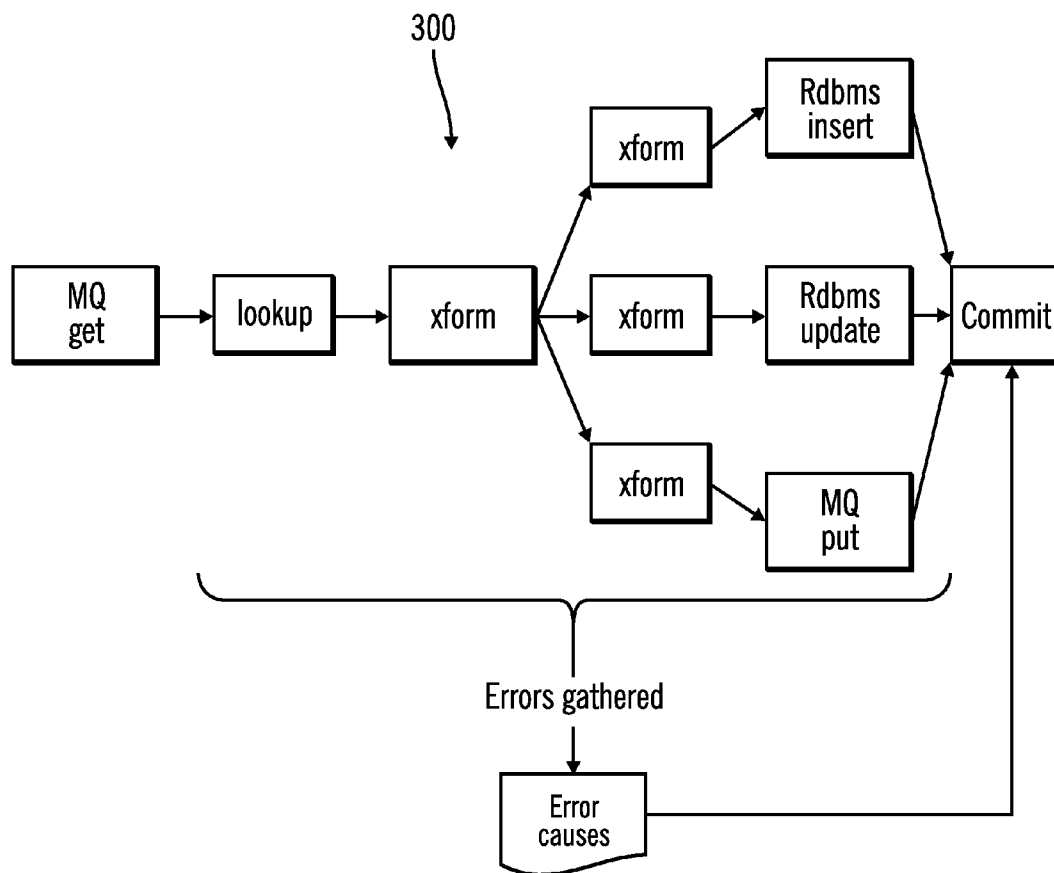 300
Rdbms
insert
xform
MQ
get
lookup
xform
xform
Rdbms
update
Commit
xform
MQ
put
Errors gathered
Error
causes